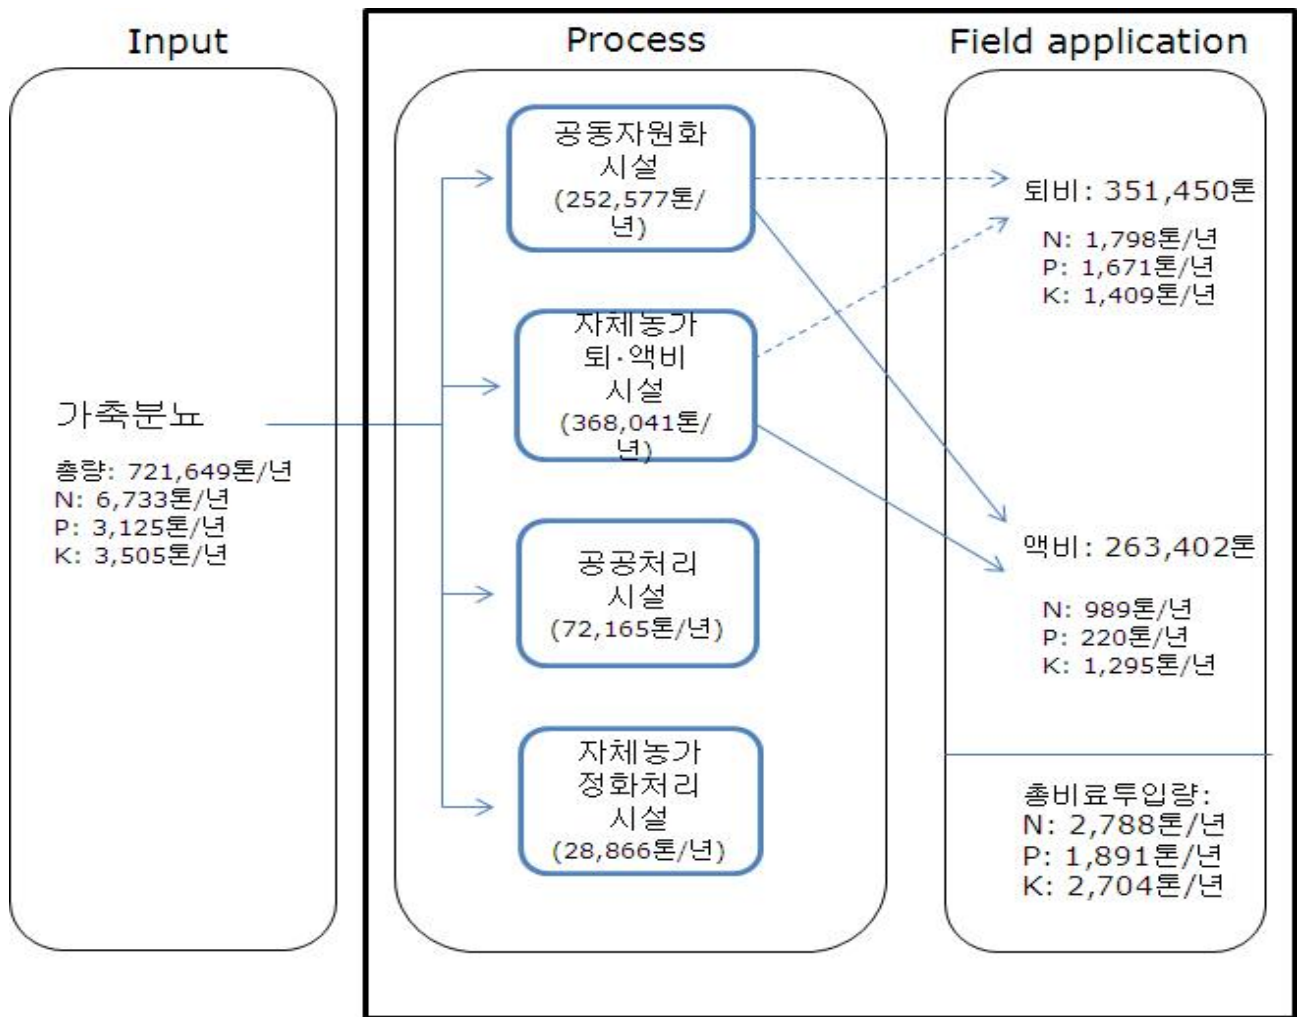 Input
Process
Field application
가축분뇨
총량: 721,649톤/년
N: 6,733톤/년
P: 3,125톤/년
K: 3,505톤/년
공동자원화
시설
(252,577톤/
년)
자체농가
퇴·액비
시설
(368,041톤/
년)
공공처리
시설
(72,165톤/년)
자체농가
정화처리
시설
(28,866톤/년)
퇴비: 351,450톤
N: 1,798톤/년
P: 1,671톤/년
K: 1,409톤/년
액비: 263,402톤
N: 989톤/년
P: 220톤/년
K: 1,295톤/년
총비료투입량:
N: 2,788톤/년
P: 1,891톤/년
K: 2,704톤/년